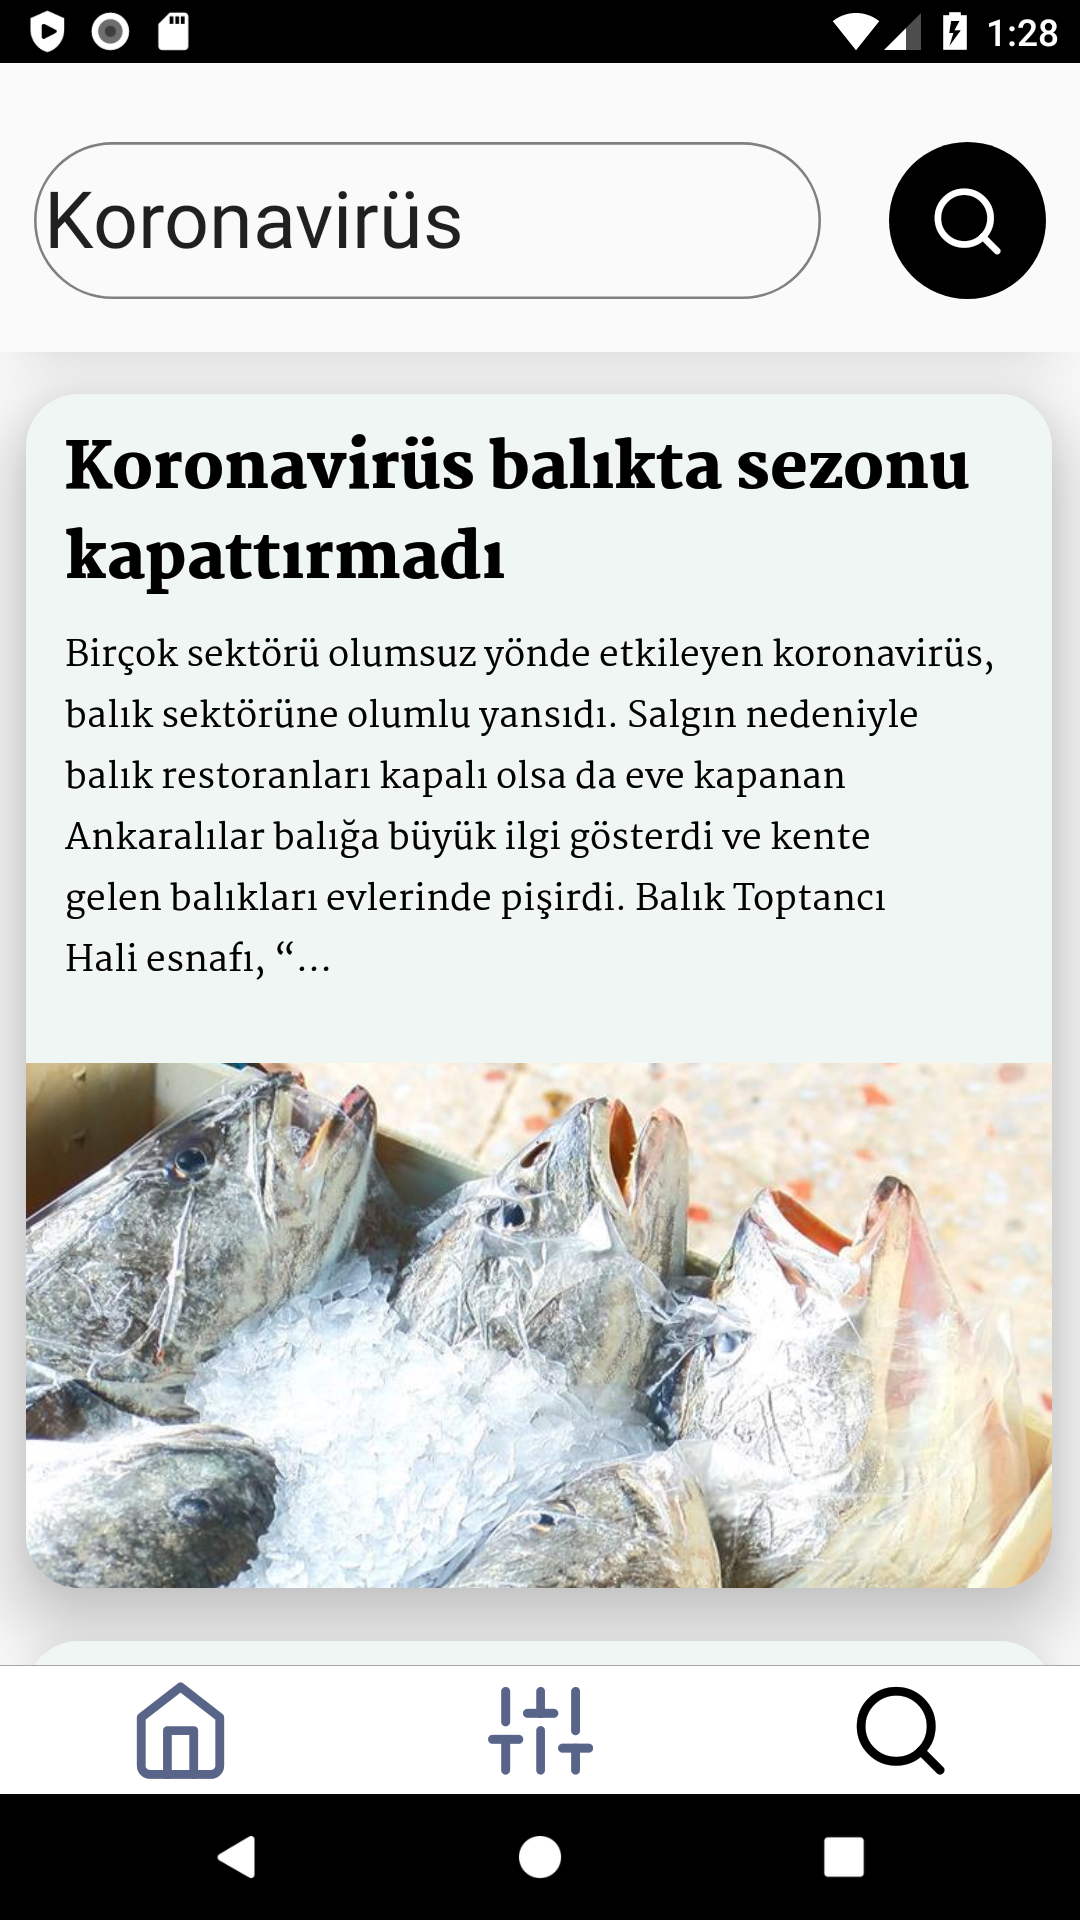 1:28
Koronavirüs
Koronavirüs balıkta sezonu
kapattırmadı
Birçok sektörü olumsuz yönde etkileyen koronavirüs,
balık sektörüne olumlu yansıdı. Salgın nedeniyle
balık restoranları kapalı olsa da eve kapanan
Ankaralılar balığa büyük ilgi gösterdi ve kente
gelen balıkları evlerinde pişirdi. Balık Toptancı
Hali esnafı, “...